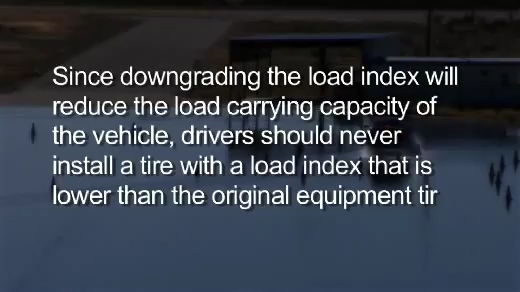 Since downgrading the load index will
reduce the load carrying capacity of
the vehicle, drivers should never
install a tire with a load index that is
lower than the original equipment tir